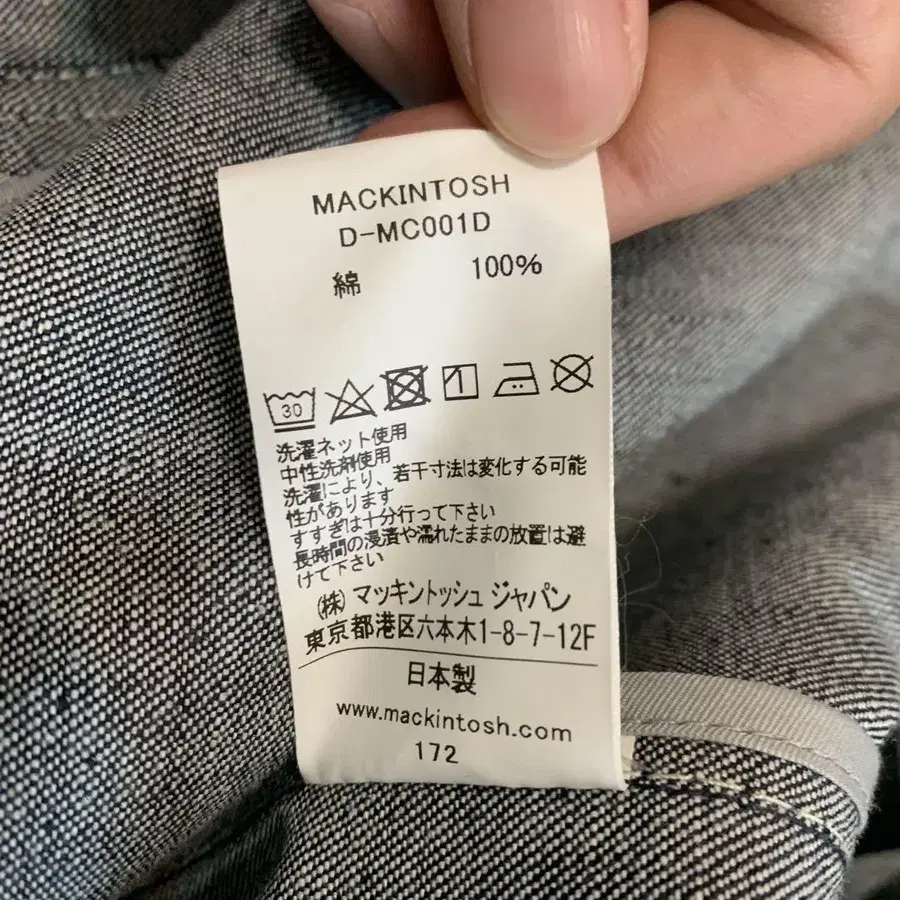 MACKINTOSH
D-MC001D
綿 100%
30
洗濯ネット使用
中性洗剤使用
洗濯により、若干寸法は変化する可能
性があります
すすぎは十分行って下さい
長時間の浸漬や濡れたままの放置は避
けて下さい
(株) マッキントッシュ ジャパン
東京都港区六本木1-8-7-12F
日本製
www.mackintosh.com
172